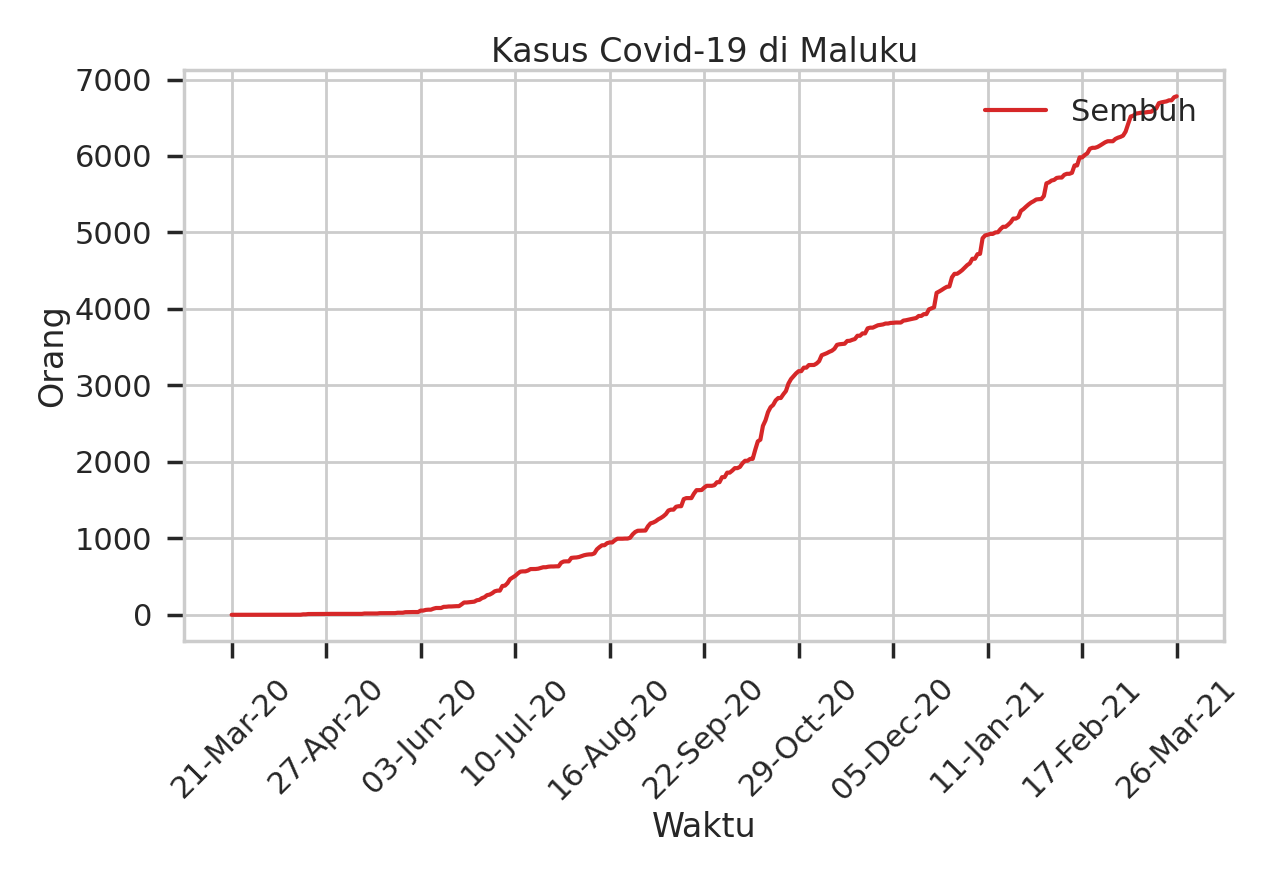 Kasus Covid-19 di Maluku
Sembuh
Orang
7000
6000
5000
4000
3000
2000
1000
0
21-Mar-20
27-Apr-20
03-Jun-20
10-Jul-20
16-Aug-20
22-Sep-20
29-Oct-20
05-Dec-20
11-Jan-21
17-Feb-21
26-Mar-21
Waktu